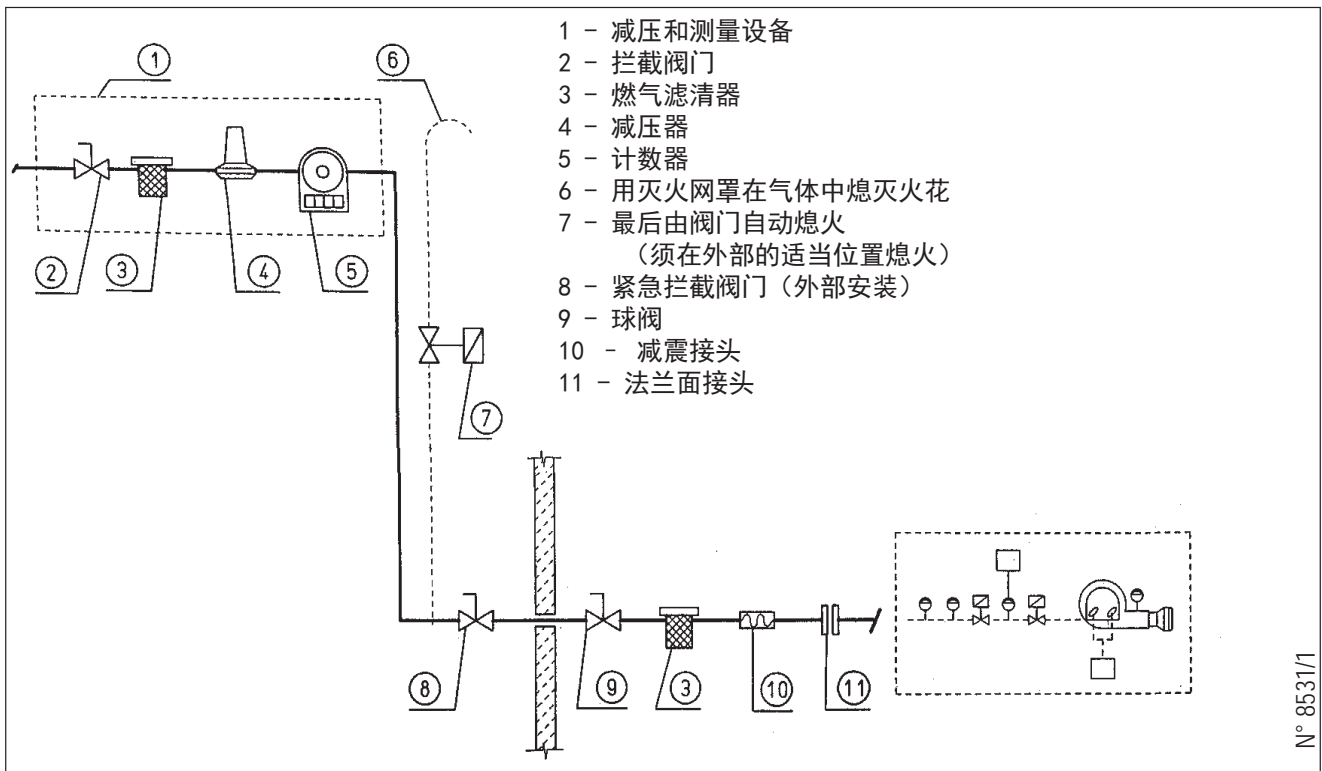 1 - 减压和测量设备
2 - 拦截阀门
3 - 燃气滤清器
4 - 减压器
5 - 计数器
6 - 用灭火网罩在气体中熄灭火花
7 - 最后由阀门自动熄火
（须在外部的适当位置熄火）
8 - 紧急拦截阀门（外部安装）
9 - 球阀
10 - 减震接头
11 - 法兰面接头
1
6
2
3
4
5
7
8
9
3
10
11
N° 8531/1